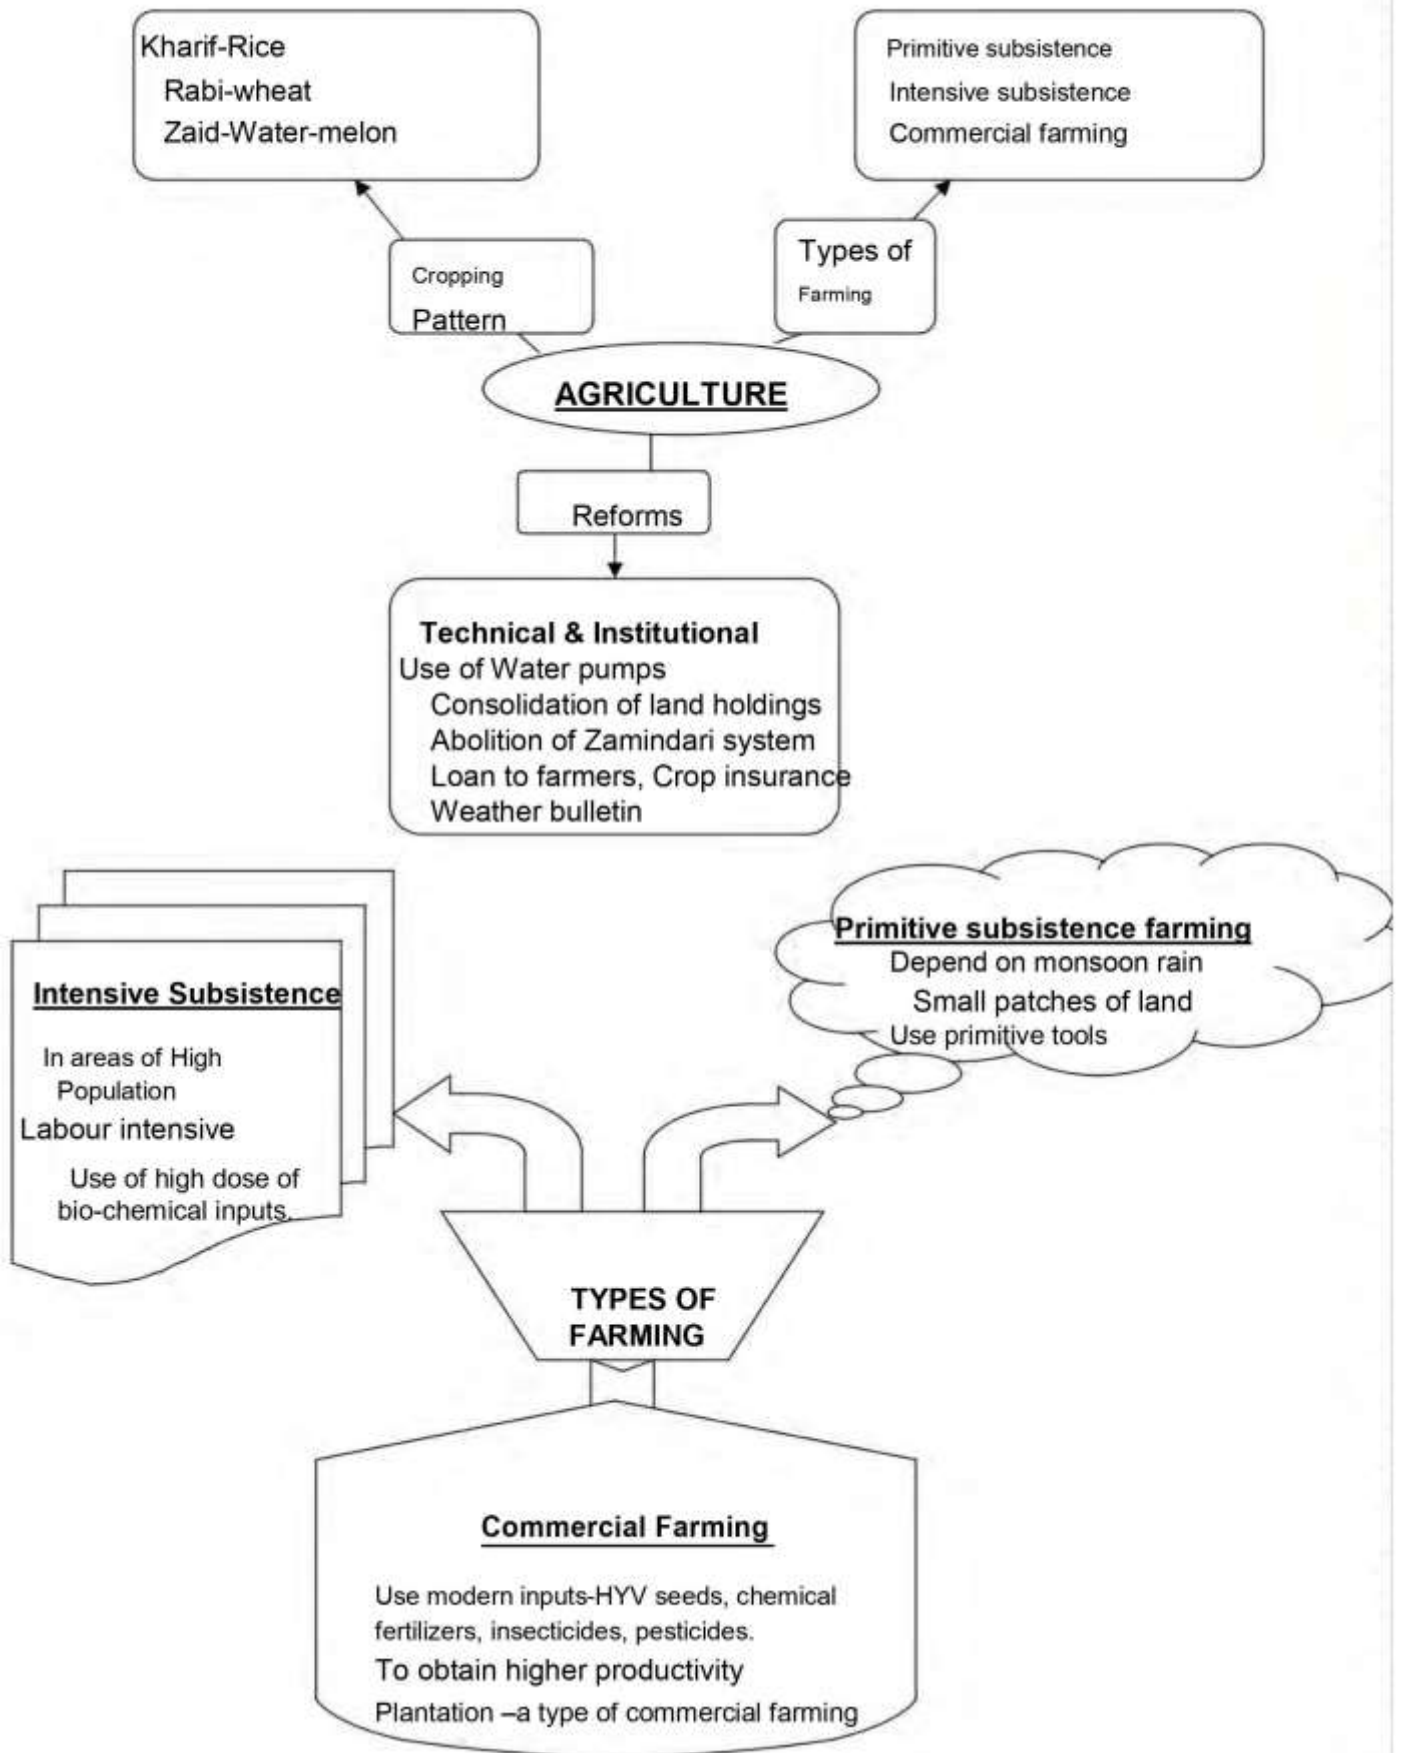 Kharif-Rice
Rabi-wheat
Zaid-Water-melon
Primitive subsistence
Intensive subsistence
Commercial farming
Cropping
Pattern
Types of
Farming
AGRICULTURE
Reforms
Technical & Institutional
Use of Water pumps
Consolidation of land holdings
Abolition of Zamindari system
Loan to farmers, Crop insurance
Weather bulletin
Intensive Subsistence
In areas of High
Population
Labour intensive
Use of high dose of
bio-chemical inputs.
Primitive subsistence farming
Depend on monsoon rain
Small patches of land
Use primitive tools
TYPES OF
FARMING
Commercial Farming
Use modern inputs-HYV seeds, chemical
fertilizers, insecticides, pesticides.
To obtain higher productivity
Plantation –a type of commercial farming